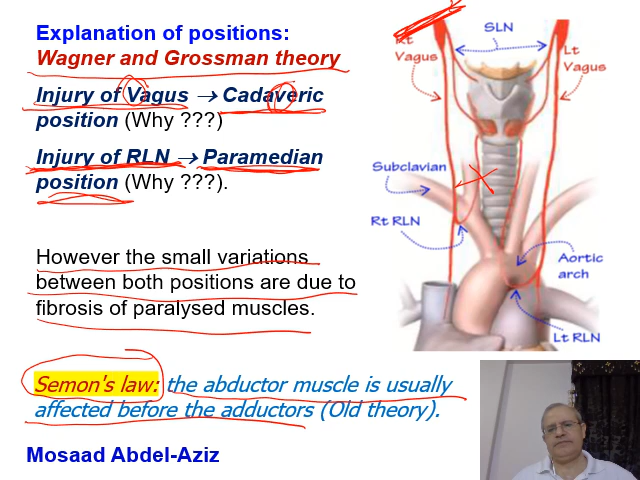 Explanation of positions:
Wagner and Grossman theory
Injury of Vagus → Cadaveric
position (Why ???)
Injury of RLN → Paramedian
position (Why ???).
However the small variations
between both positions are due to
fibrosis of paralysed muscles.
Semon's law: the abductor muscle is usually
affected before the adductors (Old theory).
Mosaad Abdel-Aziz
SLN
Rt
Vagus
Lt
Vagus
Subclavian
Rt RLN
Aortic
arch
Lt RLN